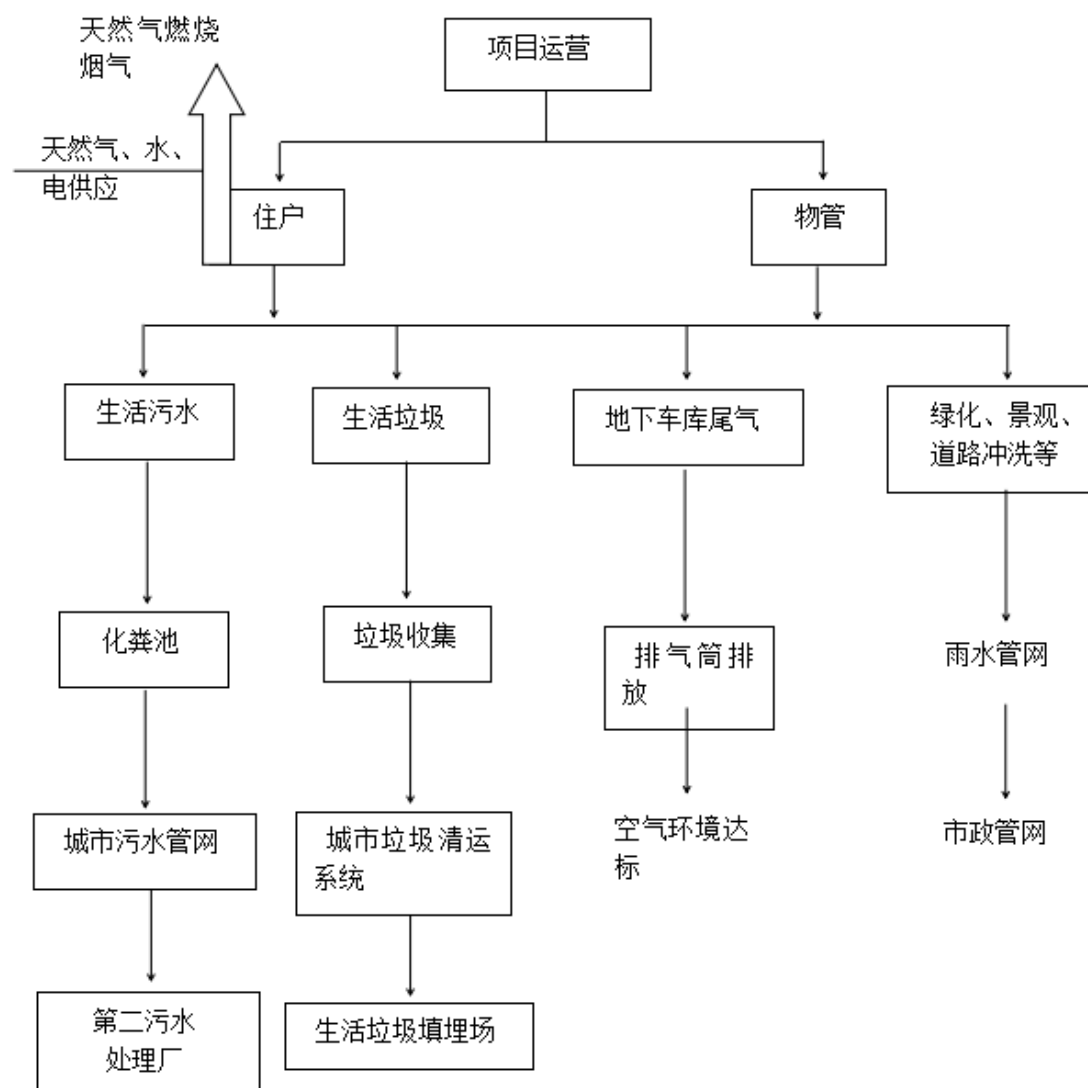 天然气燃烧
烟气
项目运营
天然气、水、
电供应
住户
物管
生活污水
生活垃圾
地下车库尾气
绿化、景观、
道路冲洗等
化粪池
垃圾收集
排气筒排
放
雨水管网
城市污水管网
城市垃圾清运
系统
空气环境达
标
市政管网
第二污水
处理厂
生活垃圾填埋场